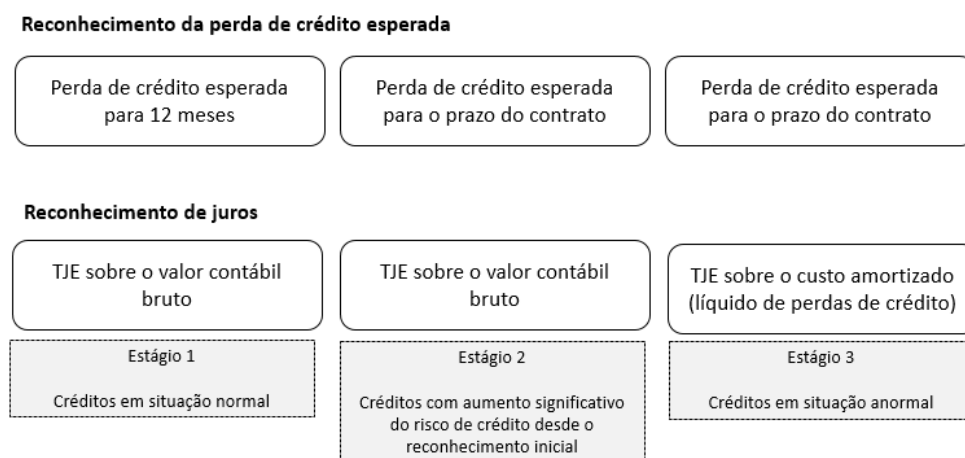 Reconhecimento da perda de crédito esperada
Perda de crédito esperada
para 12 meses
Perda de crédito esperada
para o prazo do contrato
Perda de crédito esperada
para o prazo do contrato
Reconhecimento de juros
TJE sobre o valor contábil
bruto
TJE sobre o valor contábil
bruto
TJE sobre o custo amortizado
(líquido de perdas de crédito)
Estágio 1
Créditos em situação normal
Estágio 2
Créditos com aumento significativo
do risco de crédito desde o
reconhecimento inicial
Estágio 3
Créditos em situação anormal